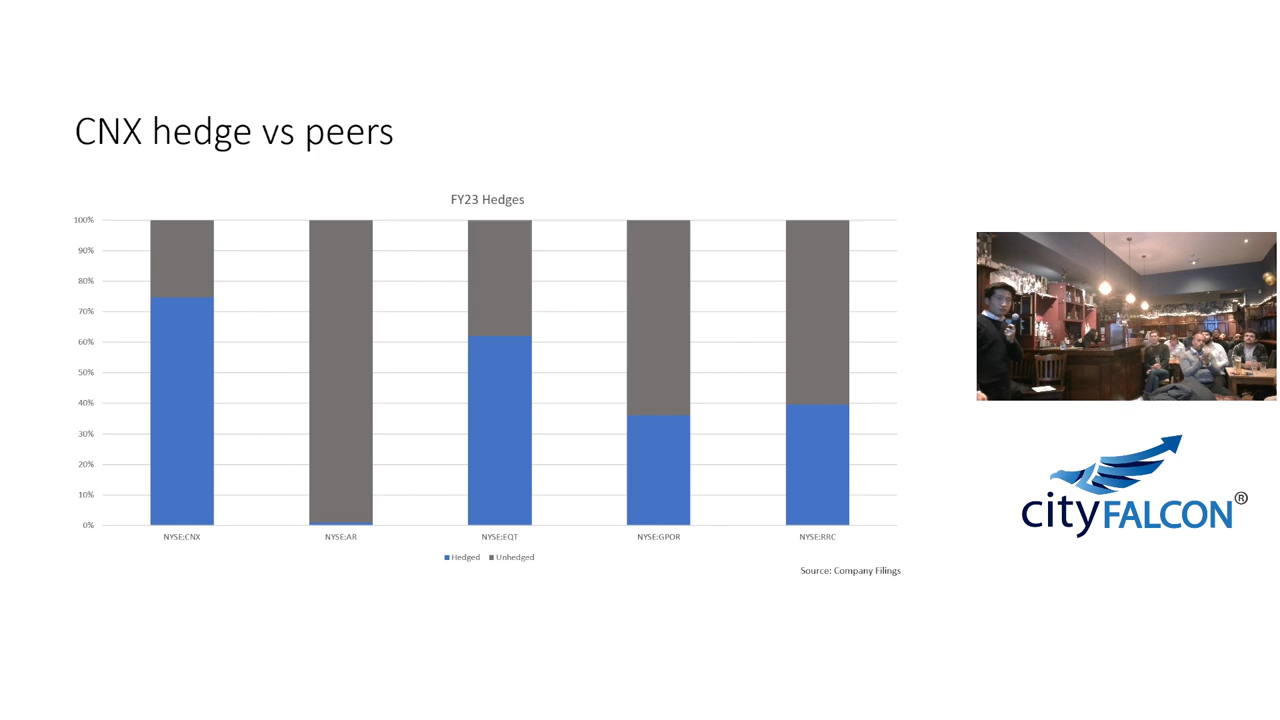 CNX hedge vs peers
FY23 Hedges
100%
90%
80%
70%
60%
50%
40%
30%
20%
10%
0%
NYSE:CNX NYSE:AR NYSE:EQT NYSE:GPOR NYSE:RRC
Hedged Unhedged
Source: Company Filings
cityFALCON®